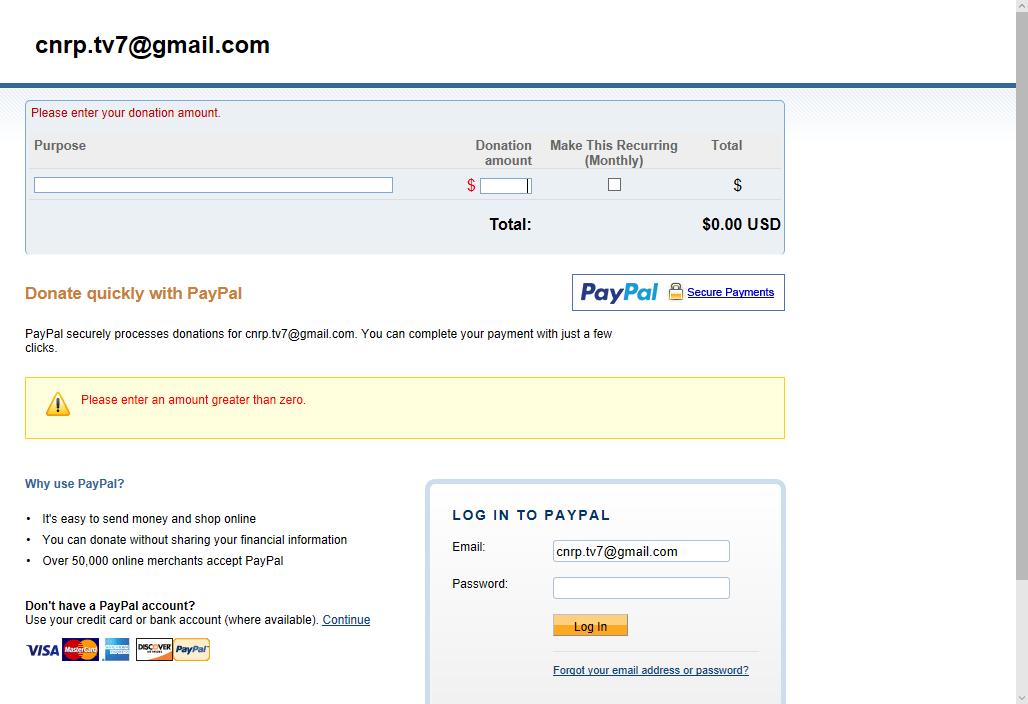 cnrp.tv7@gmail.com
Please enter your donation amount.
Purpose
Donation amount
Make This Recurring (Monthly)
Total
$
$
Total:
$0.00 USD
Donate quickly with PayPal
PayPal Secure Payments
PayPal securely processes donations for cnrp.tv7@gmail.com. You can complete your payment with just a few
clicks.
Please enter an amount greater than zero.
Why use PayPal?
• It's easy to send money and shop online
• You can donate without sharing your financial information
• Over 50,000 online merchants accept PayPal
Don't have a PayPal account?
Use your credit card or bank account (where available). Continue
VISA MasterCard DISCOVER PayPal
LOG IN TO PAYPAL
Email:
cnrp.tv7@gmail.com
Password:
Log In
Forgot your email address or password?